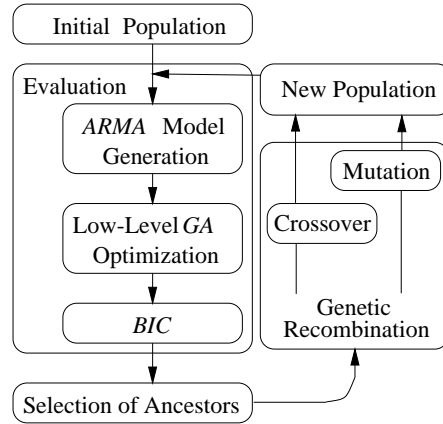 Initial Population
Evaluation
ARMA Model
Generation
Low-Level GA
Optimization
BIC
Selection of Ancestors
New Population
Mutation
Crossover
Genetic
Recombination